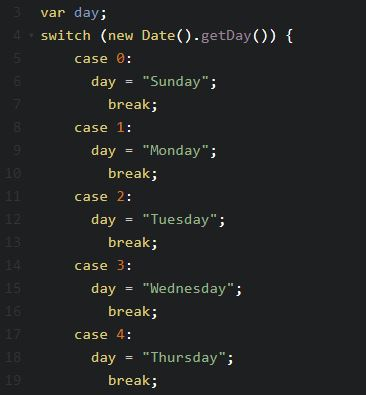 3 var day;
4 switch (new Date().getDay()) {
5 case 0:
6 day = "Sunday";
7 break;
8 case 1:
9 day = "Monday";
10 break;
11 case 2:
12 day = "Tuesday";
13 break;
14 case 3:
15 day = "Wednesday";
16 break;
17 case 4:
18 day = "Thursday";
19 break;